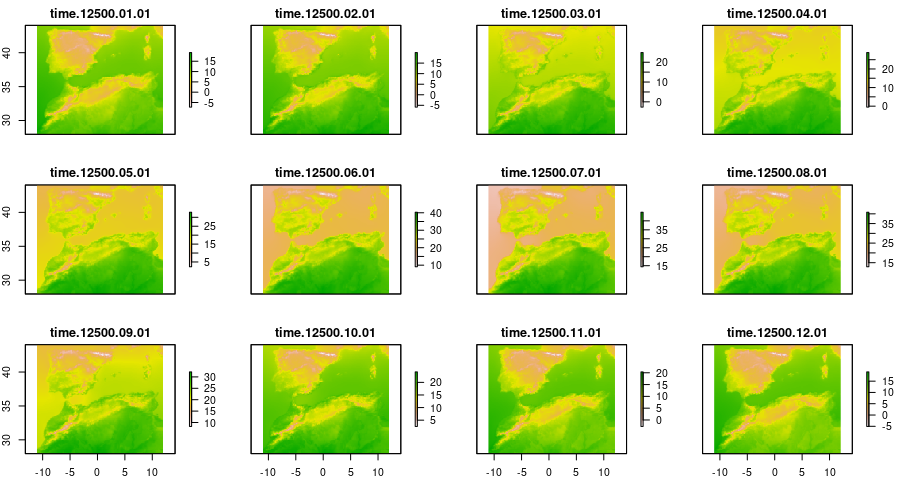 time.12500.01.01 time.12500.02.01 time.12500.03.01 time.12500.04.01
40 35 30 15 10 5 0 -5 15 10 5 0 -5 20 10 0 20 10 0
time.12500.05.01 time.12500.06.01 time.12500.07.01 time.12500.08.01
40 35 30 25 15 5 40 30 20 10 35 25 15 35 25 15
time.12500.09.01 time.12500.10.01 time.12500.11.01 time.12500.12.01
40 35 30 30 25 20 15 10 20 15 10 5 20 15 10 5 0 15 10 5 0 -5
-10 -5 0 5 10 -10 -5 0 5 10 -10 -5 0 5 10 -10 -5 0 5 10